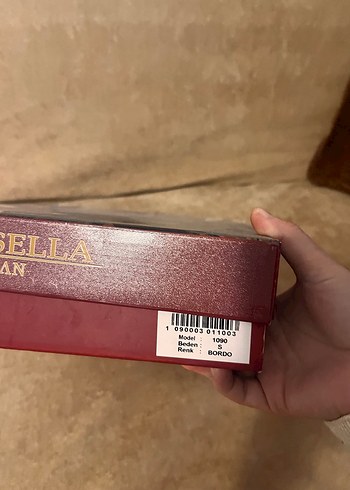 SELLA
AN
1 090003 011003
Model : 1090
Beden : S
Renk : BORDO